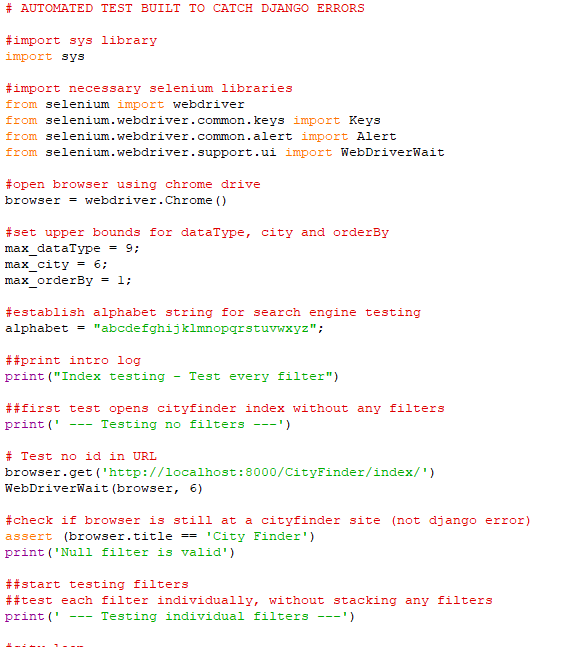 # AUTOMATED TEST BUILT TO CATCH DJANGO ERRORS
#import sys library
import sys
#import necessary selenium libraries
from selenium import webdriver
from selenium.webdriver.common.keys import Keys
from selenium.webdriver.common.alert import Alert
from selenium.webdriver.support.ui import WebDriverWait
#open browser using chrome drive
browser = webdriver.Chrome()
#set upper bounds for dataType, city and orderBy
max_dataType = 9;
max_city = 6;
max_orderBy = 1;
#establish alphabet string for search engine testing
alphabet = "abcdefghijklmnopqrstuvwxyz";
##print intro log
print("Index testing - Test every filter")
##first test opens cityfinder index without any filters
print(' --- Testing no filters ---')
# Test no id in URL
browser.get('http://localhost:8000/CityFinder/index/')
WebDriverWait(browser, 6)
#check if browser is still at a cityfinder site (not django error)
assert (browser.title == 'City Finder')
print('Null filter is valid')
##start testing filters
##test each filter individually, without stacking any filters
print(' --- Testing individual filters ---')